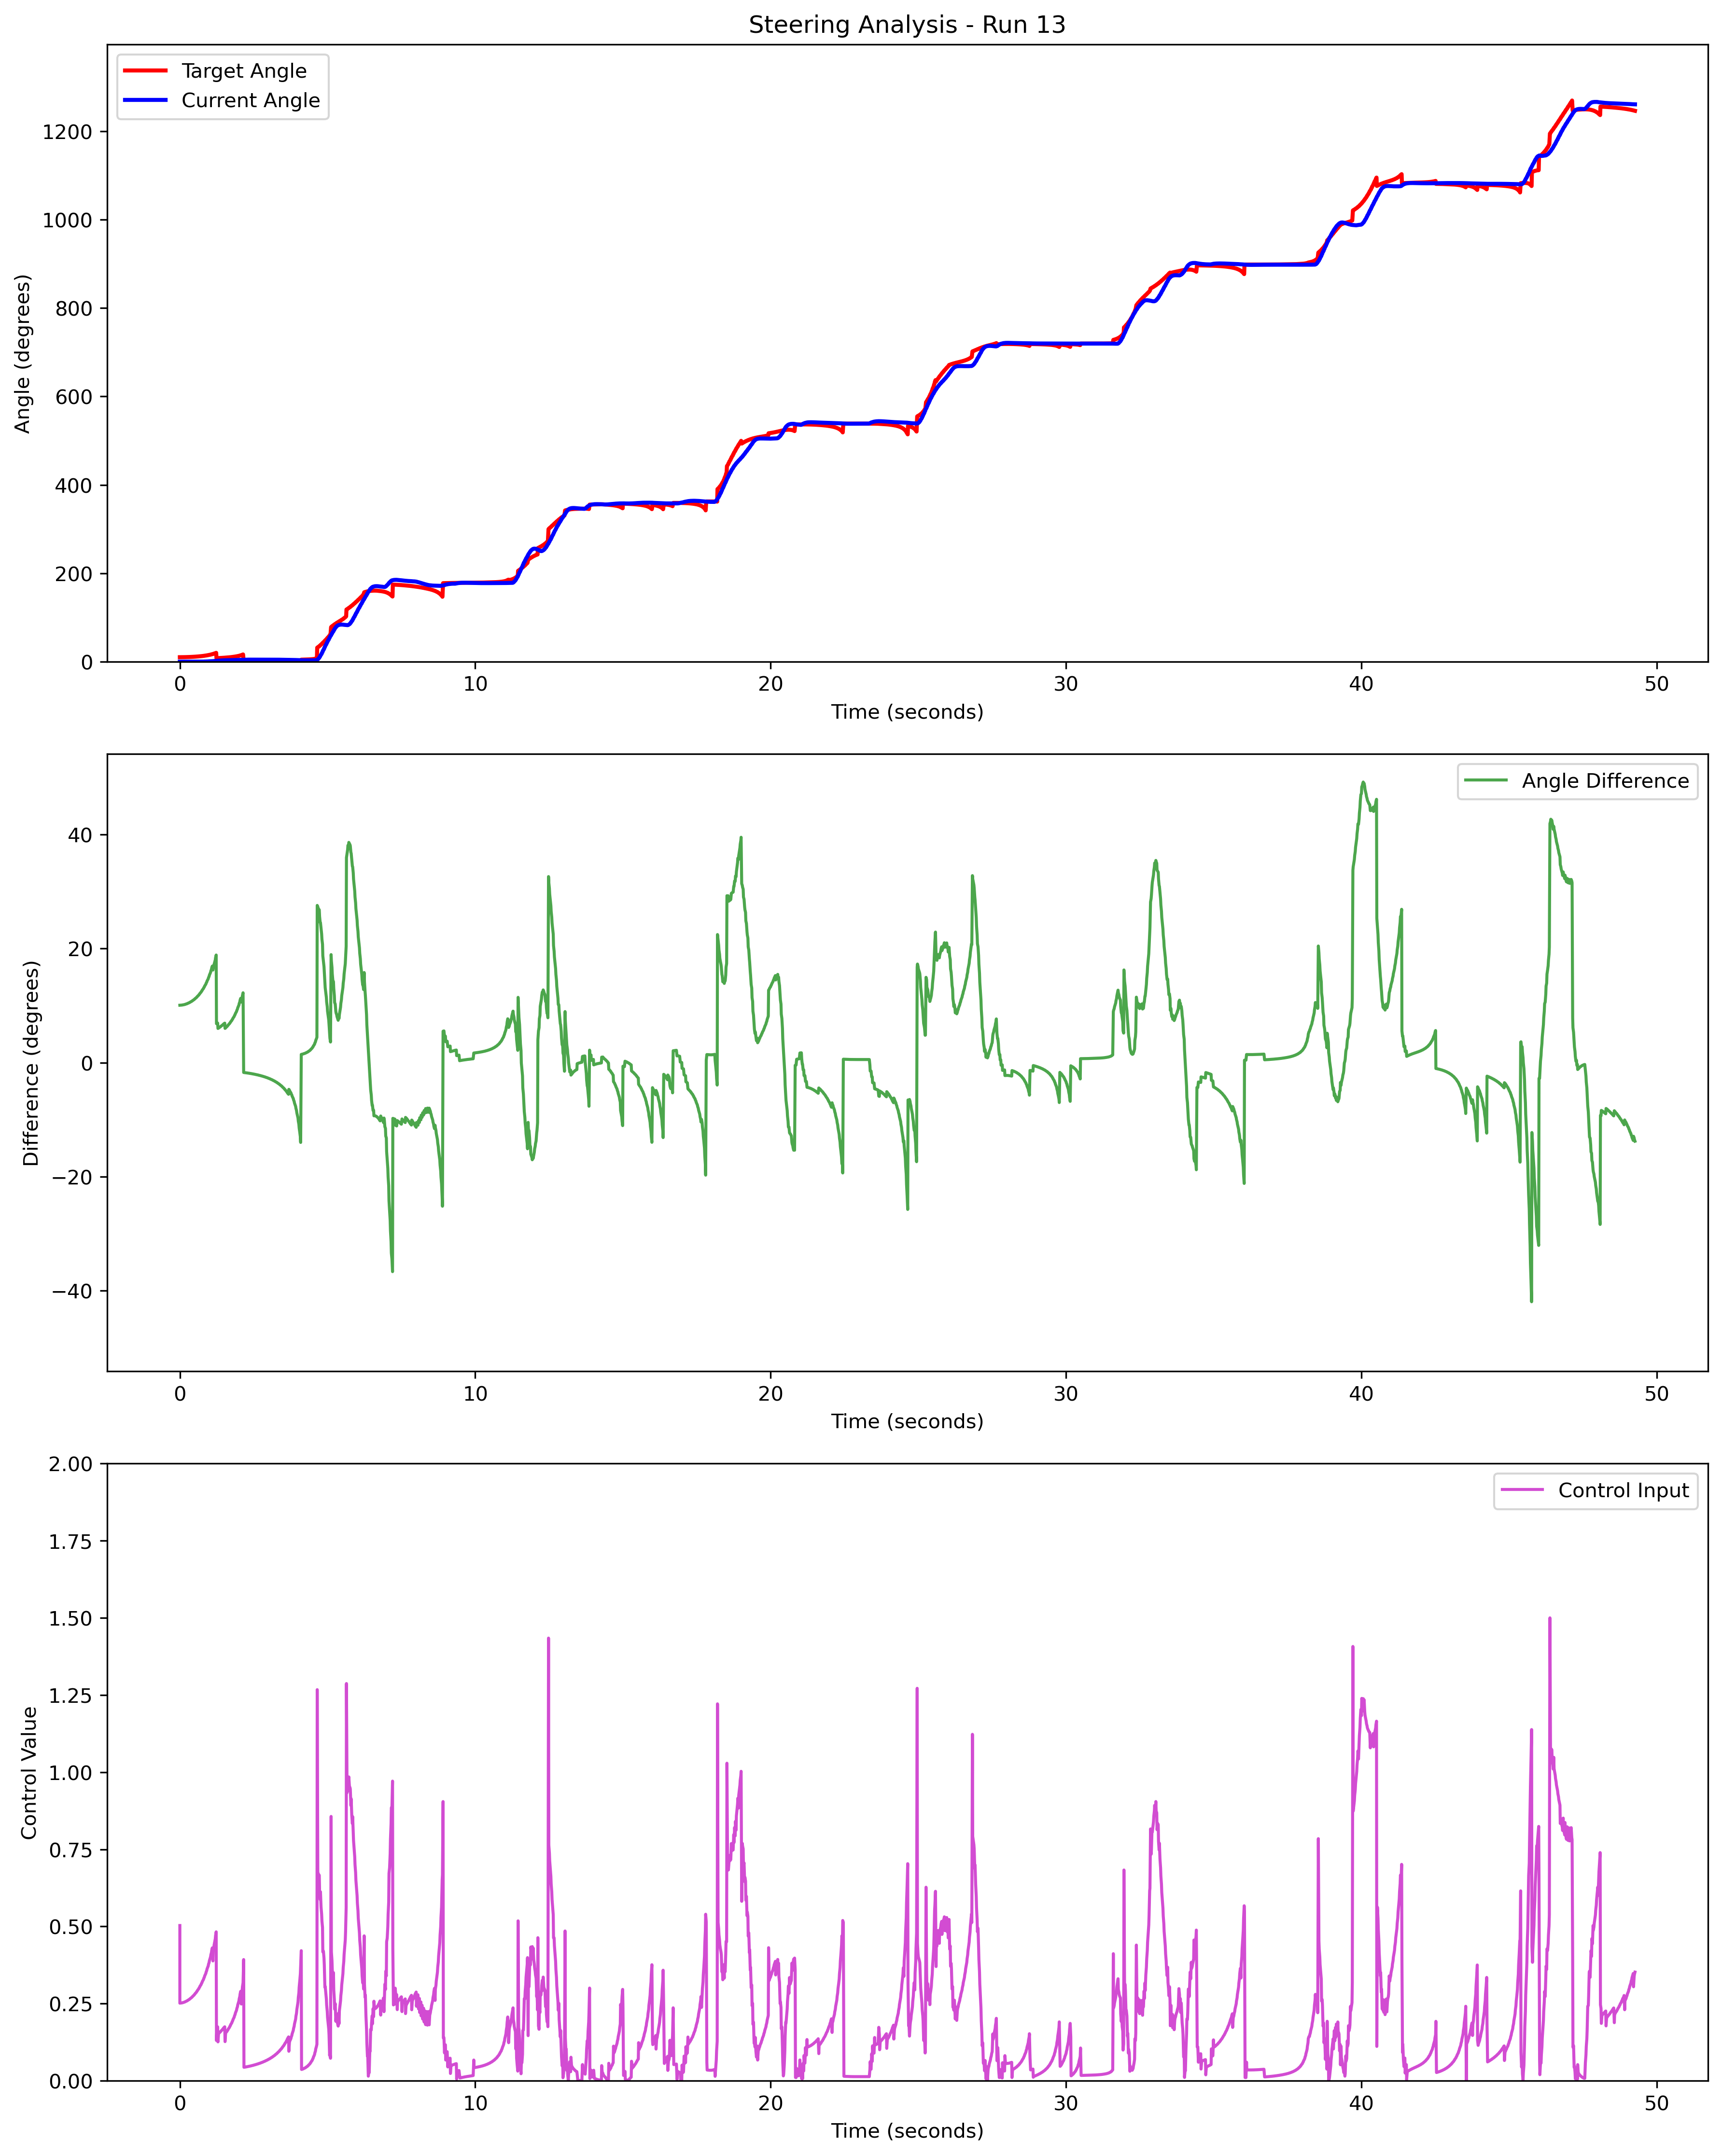 Steering Analysis - Run 13
Target Angle
Current Angle
Angle (degrees)
1200
1000
800
600
400
200
0
0 10 20 30 40 50
Time (seconds)
Angle Difference
Difference (degrees)
40
20
0
−20
−40
0 10 20 30 40 50
Time (seconds)
Control Input
Control Value
2.00
1.75
1.50
1.25
1.00
0.75
0.50
0.25
0.00
0 10 20 30 40 50
Time (seconds)